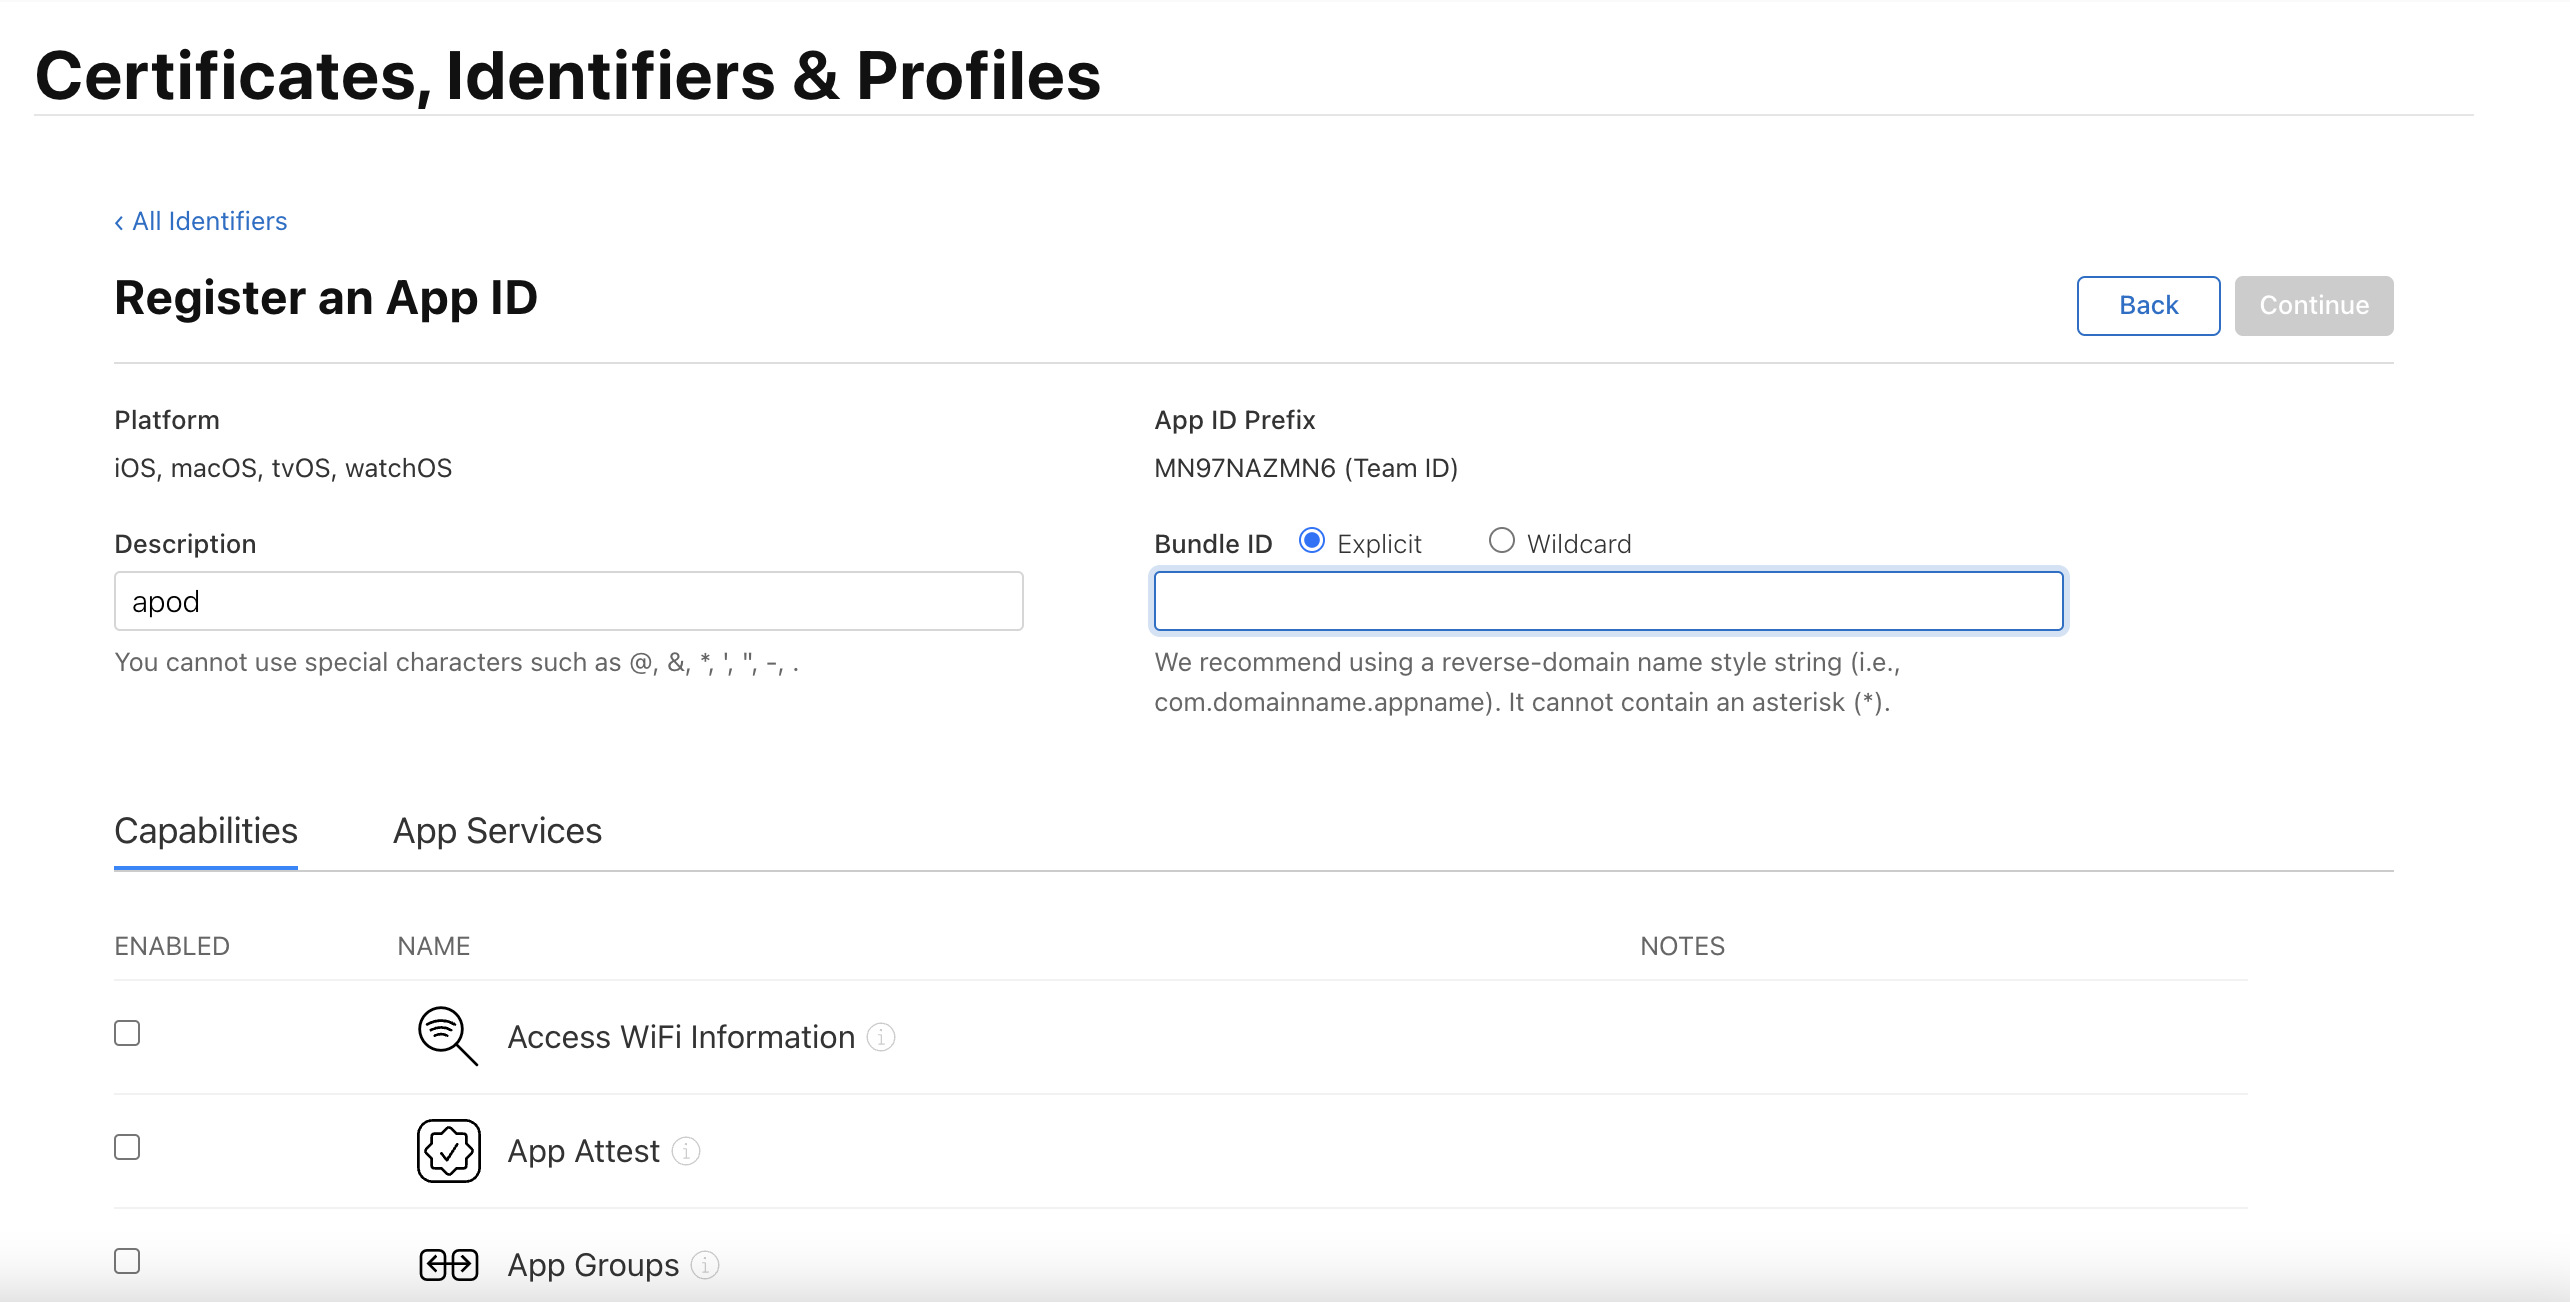 Certificates, Identifiers & Profiles
‹ All Identifiers
Register an App ID
Back
Continue
Platform
iOS, macOS, tvOS, watchOS
App ID Prefix
MN97NAZMN6 (Team ID)
Description
apod
You cannot use special characters such as @, &, *, ', ", -, .
Bundle ID
Explicit
Wildcard
We recommend using a reverse-domain name style string (i.e.,
com.domainname.appname). It cannot contain an asterisk (*).
Capabilities
App Services
ENABLED
NAME
NOTES
Access WiFi Information
App Attest
App Groups